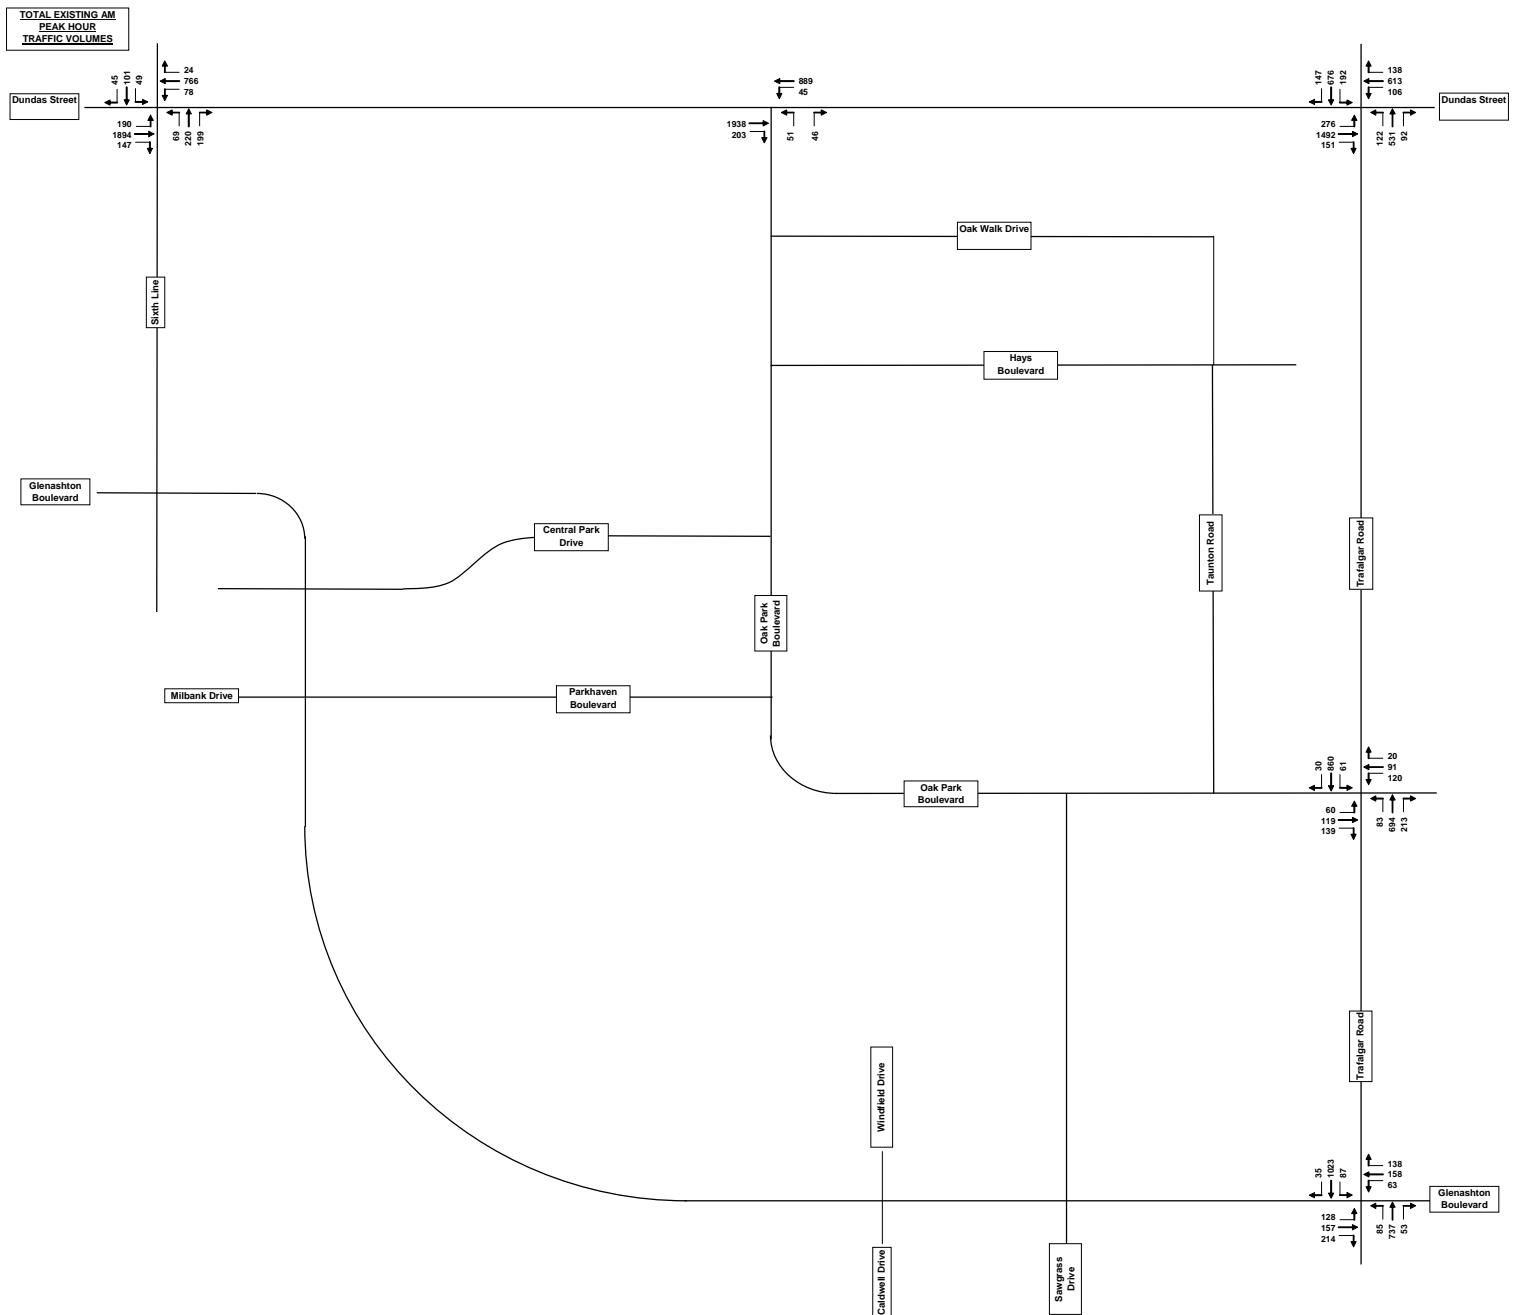 TOTAL EXISTING AM
PEAK HOUR
TRAFFIC VOLUMES
45
101
49
24
766
78
889
45
147
676
192
138
613
106
Dundas Street
Dundas Street
190
1894
147
69
220
199
1938
203
51
46
276
1492
151
122
531
92
Oak Walk Drive
Sixth Line
Hays
Boulevard
Glenashton
Boulevard
Central Park
Drive
Taunton Road
Trafalgar Road
Oak Park
Boulevard
Milbank Drive
Parkhaven
Boulevard
30
860
61
20
91
120
Oak Park
Boulevard
60
119
139
83
694
213
Trafalgar Road
Windfield Drive
35
1023
87
138
158
63
Glenashton
Boulevard
128
157
214
85
737
53
Caldwell Drive
Sawgrass
Drive